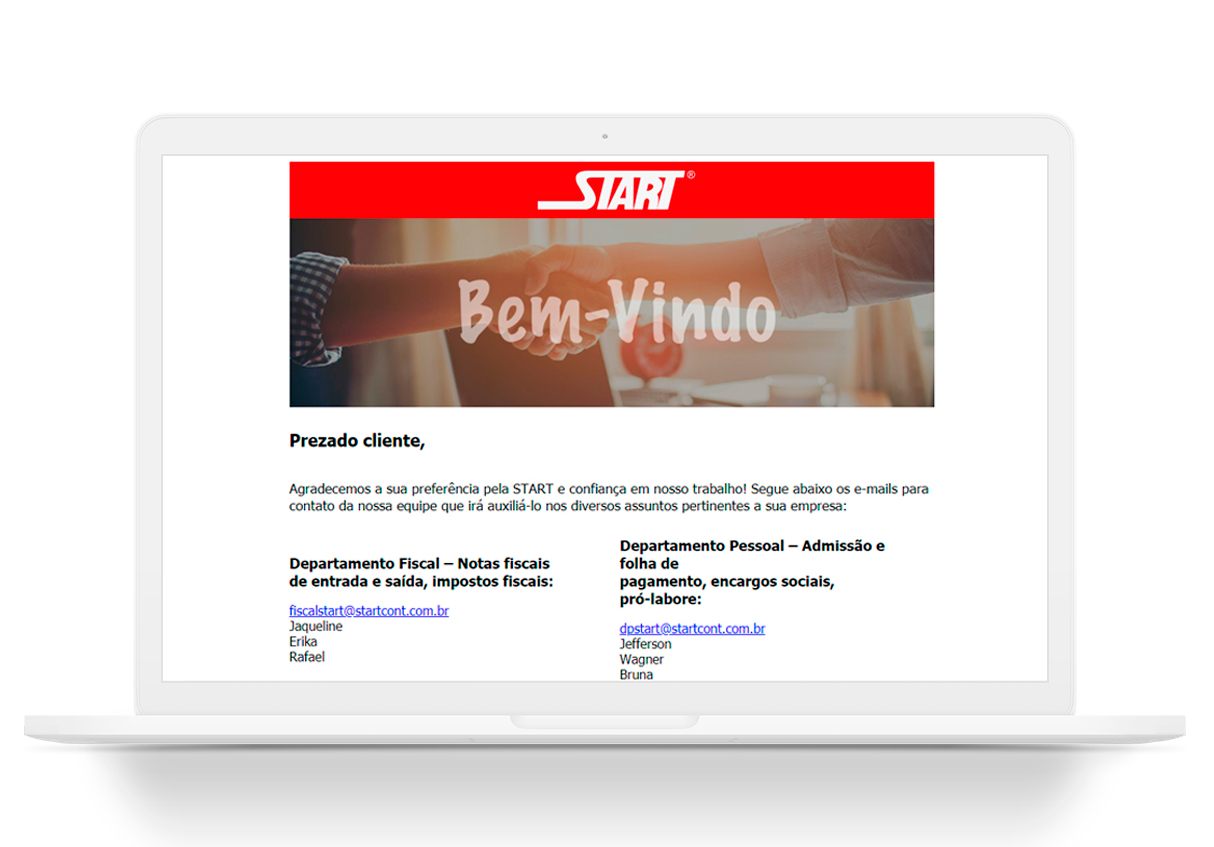 START®
Bem-Vindo
Prezado cliente,
Agradecemos a sua preferência pela START e confiança em nosso trabalho! Segue abaixo os e-mails para
contato da nossa equipe que irá auxiliá-lo nos diversos assuntos pertinentes a sua empresa:
Departamento Fiscal – Notas fiscais
de entrada e saída, impostos fiscais:
fiscalstart@startcont.com.br
Jaqueline
Erika
Rafael
Departamento Pessoal – Admissão e
folha de
pagamento, encargos sociais,
pró-labore:
dpstart@startcont.com.br
Jefferson
Wagner
Bruna